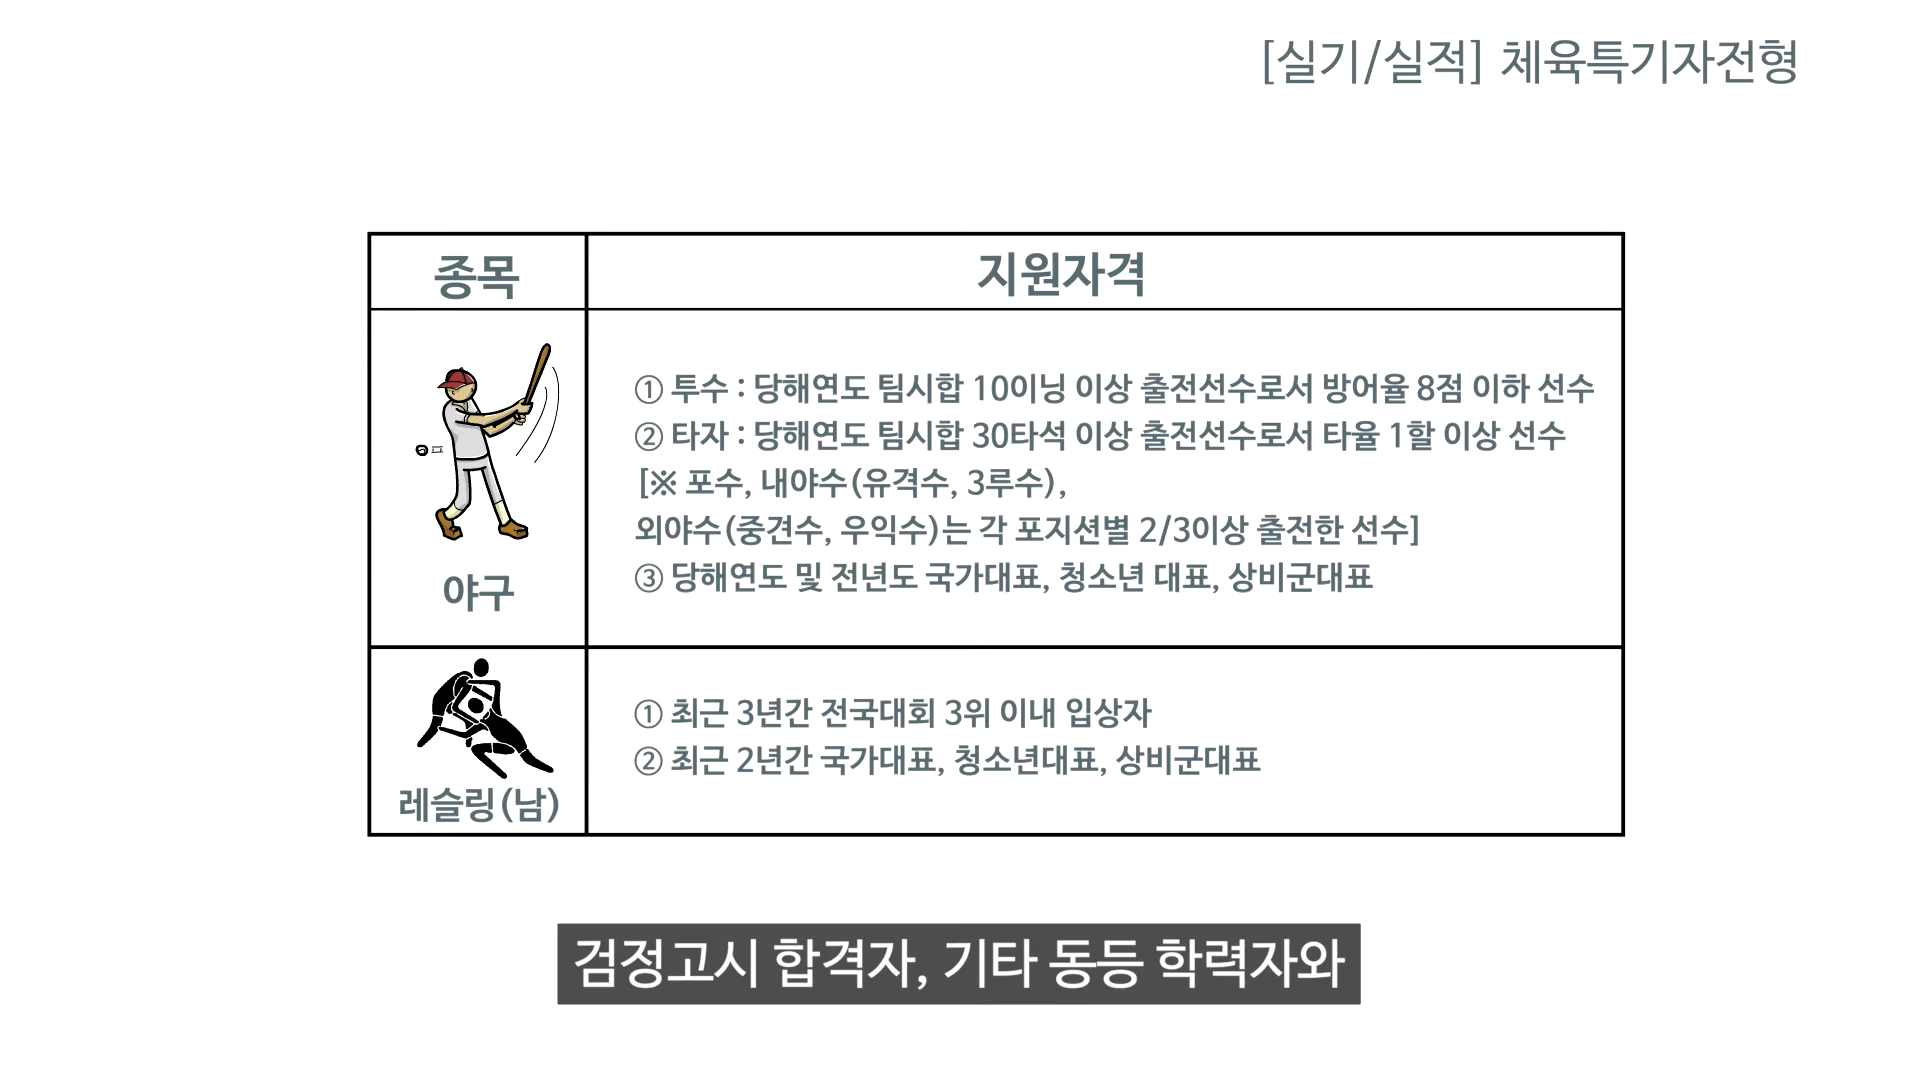 [실기/실적] 체육특기자전형
종목
지원자격
① 투수 : 당해연도 팀시합 10이닝 이상 출전선수로서 방어율 8점 이하 선수
② 타자 : 당해연도 팀시합 30타석 이상 출전선수로서 타율 1할 이상 선수
[※ 포수, 내야수(유격수, 3루수),
외야수(중견수, 우익수)는 각 포지션별 2/3이상 출전한 선수]
③ 당해연도 및 전년도 국가대표, 청소년 대표, 상비군대표
야구
① 최근 3년간 전국대회 3위 이내 입상자
② 최근 2년간 국가대표, 청소년대표, 상비군대표
레슬링(남)
검정고시 합격자, 기타 동등 학력자와